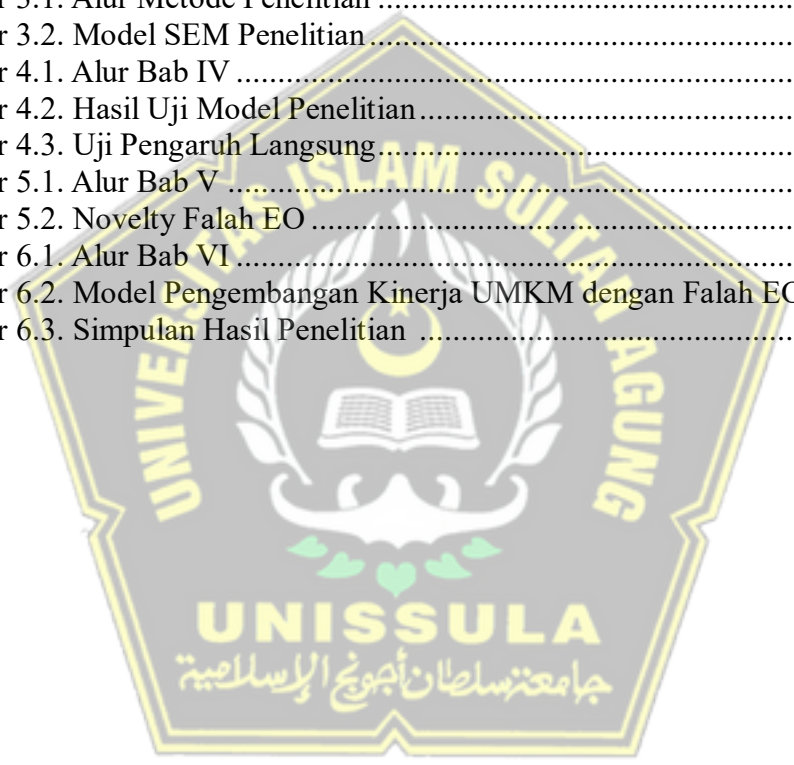 r 3.1. Alur Metode Penelitian ........................................................
r 3.2. Model SEM Penelitian ........................................................
r 4.1. Alur Bab IV ........................................................
r 4.2. Hasil Uji Model Penelitian ........................................................
r 4.3. Uji Pengaruh Langsung ........................................................
r 5.1. Alur Bab V ........................................................
r 5.2. Novelty Falah EO ........................................................
r 6.1. Alur Bab VI ........................................................
r 6.2. Model Pengembangan Kinerja UMKM dengan Falah EO
r 6.3. Simpulan Hasil Penelitian ........................................................
UNIVERSITAS ISLAM SULTAN AGUNG
UNISSULA
جامعتسلطان أجونج الإسلامية